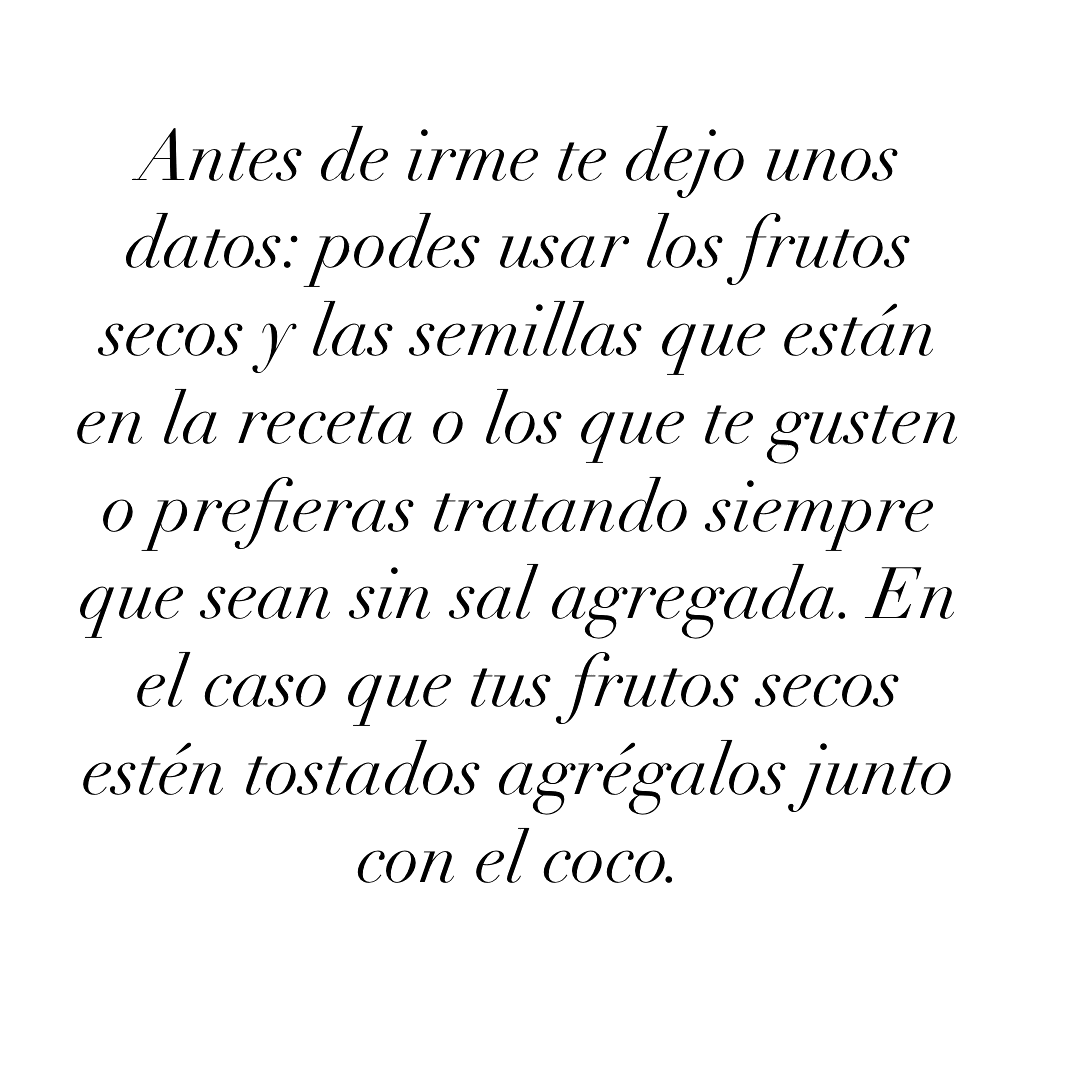 Antes de irme te dejo unos
datos: podes usar los frutos
secos y las semillas que están
en la receta o los que te gusten
o prefieras tratando siempre
que sean sin sal agregada. En
el caso que tus frutos secos
estén tostados agrégalos junto
con el coco.